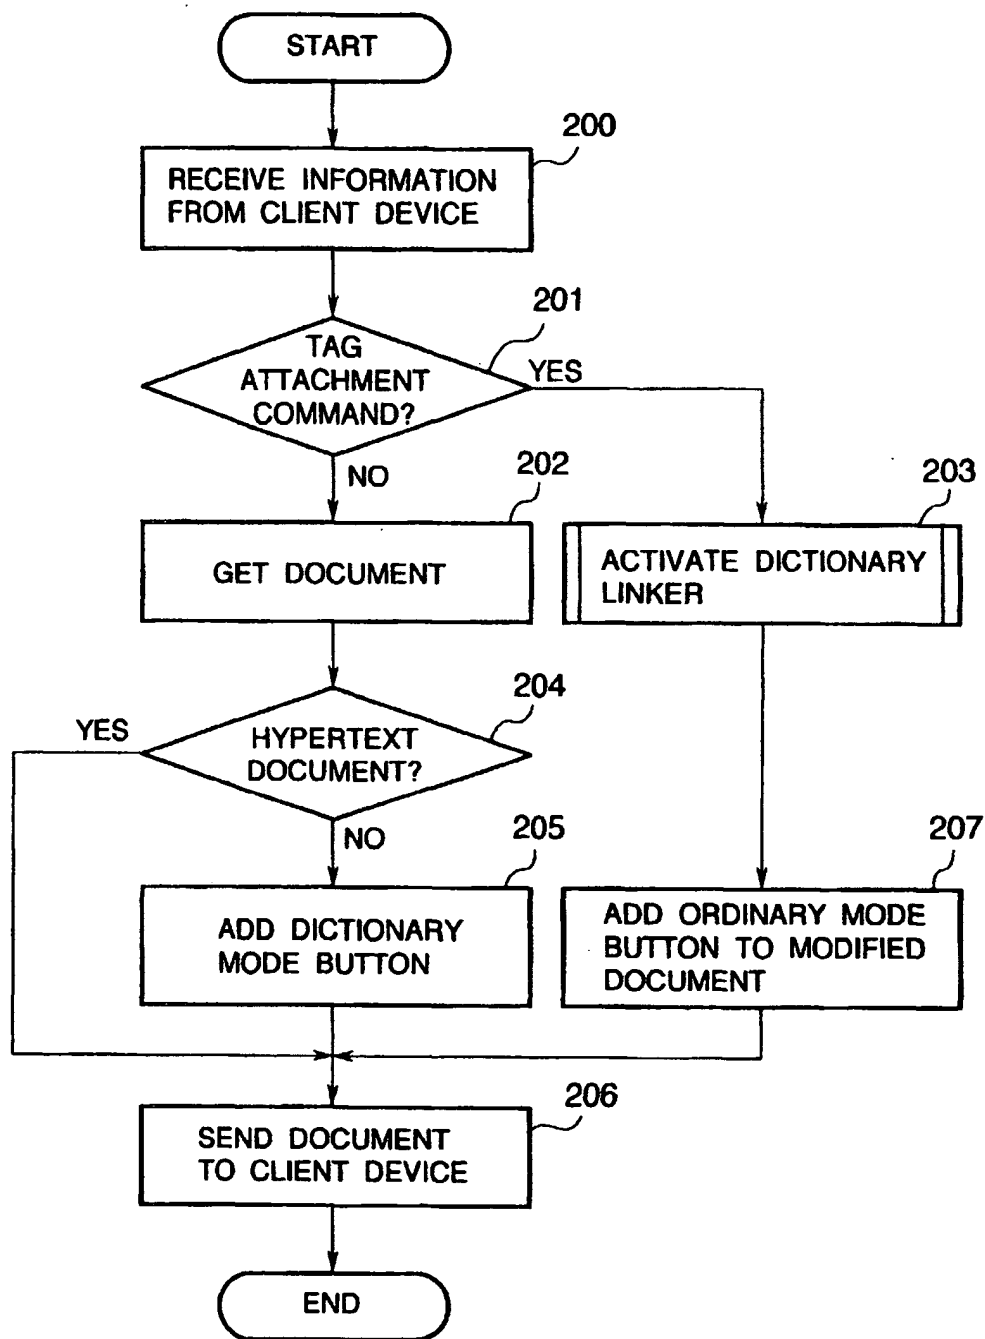 START
200
RECEIVE INFORMATION
FROM CLIENT DEVICE
201
TAG
ATTACHMENT
COMMAND?
YES
NO
202
203
GET DOCUMENT
ACTIVATE DICTIONARY
LINKER
204
YES
HYPERTEXT
DOCUMENT?
NO
205
207
ADD DICTIONARY
MODE BUTTON
ADD ORDINARY MODE
BUTTON TO MODIFIED
DOCUMENT
206
SEND DOCUMENT
TO CLIENT DEVICE
END